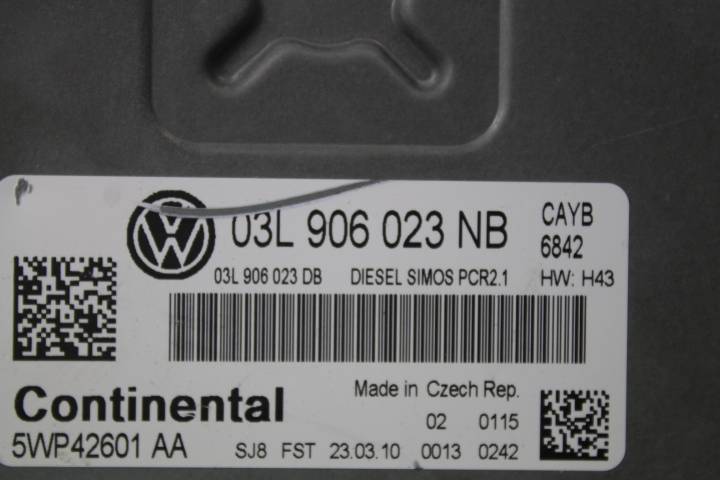 03L 906 023 NB
CAYB
6842
03L 906 023 DB DIESEL SIMOS PCR2.1 HW: H43
Continental
Made in Czech Rep.
02 0115
5WP42601 AA SJ8 FST 23.03.10 0013 0242